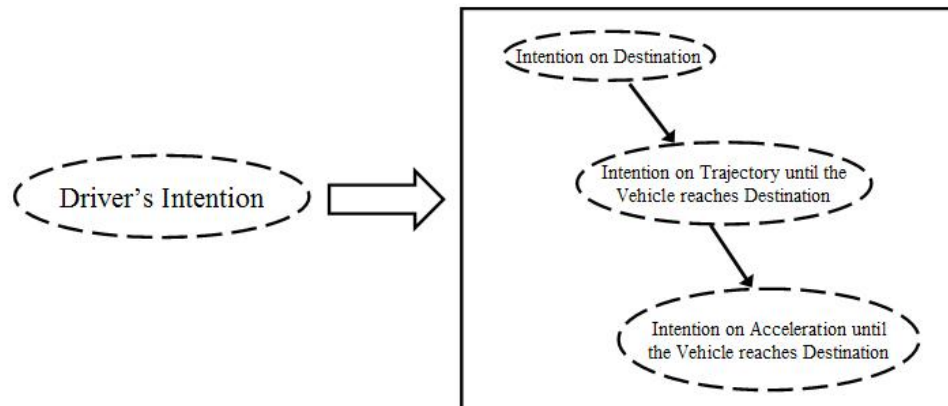 Driver's Intention
Intention on Destination
Intention on Trajectory until the
Vehicle reaches Destination
Intention on Acceleration until
the Vehicle reaches Destination